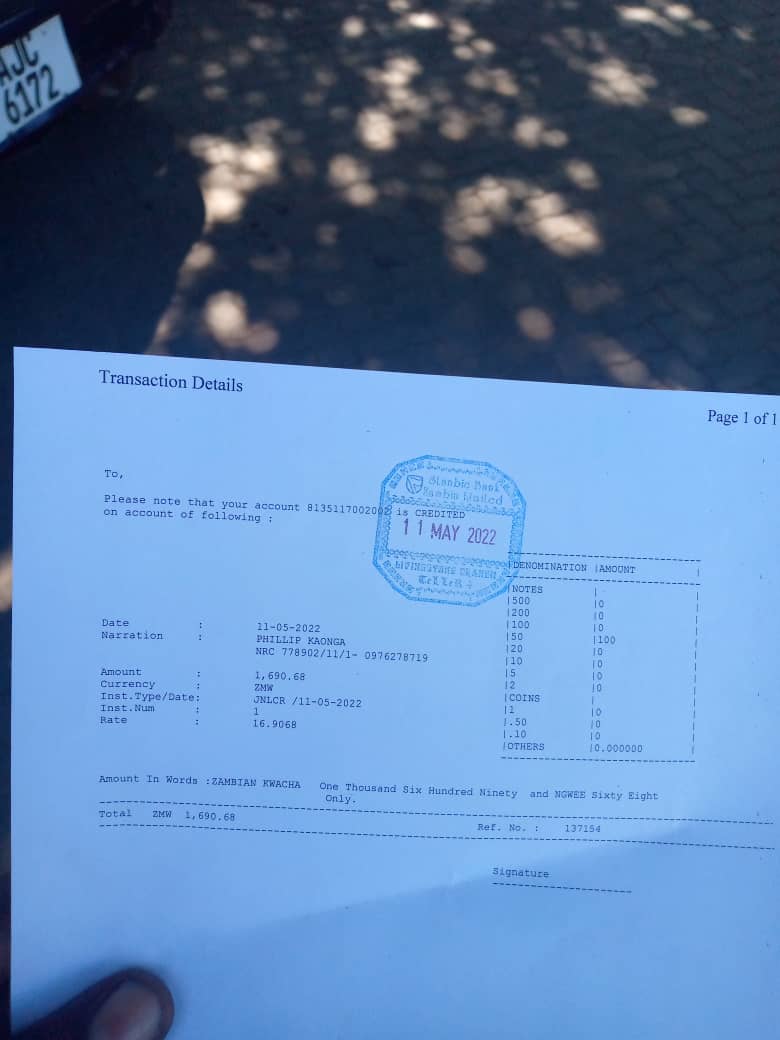 AJC
6172
Transaction Details
Page 1 of 1
To,
Please note that your account 8135117002002 is CREDITED
on account of following :
Stanbic Bank
Zambia Limited
11 MAY 2022
LIVINGSTONE BRANCH
TELLER 4
|DENOMINATION |AMOUNT |
|NOTES | |
|500 |0 |
|200 |0 |
|100 |0 |
|50 |100 |
|20 |0 |
|10 |0 |
|5 |0 |
|2 |0 |
|COINS | |
|1 |0 |
|.50 |0 |
|.10 |0 |
|OTHERS |0.000000 |
Date : 11-05-2022
Narration : PHILLIP KAONGA
NRC 778902/11/1- 0976278719
Amount : 1,690.68
Currency : ZMW
Inst.Type/Date: JNLCR /11-05-2022
Inst.Num : 1
Rate : 16.9068
Amount In Words :ZAMBIAN KWACHA One Thousand Six Hundred Ninety and NGWEE Sixty Eight
Only.
Total ZMW 1,690.68 Ref. No. : 137154
Signature